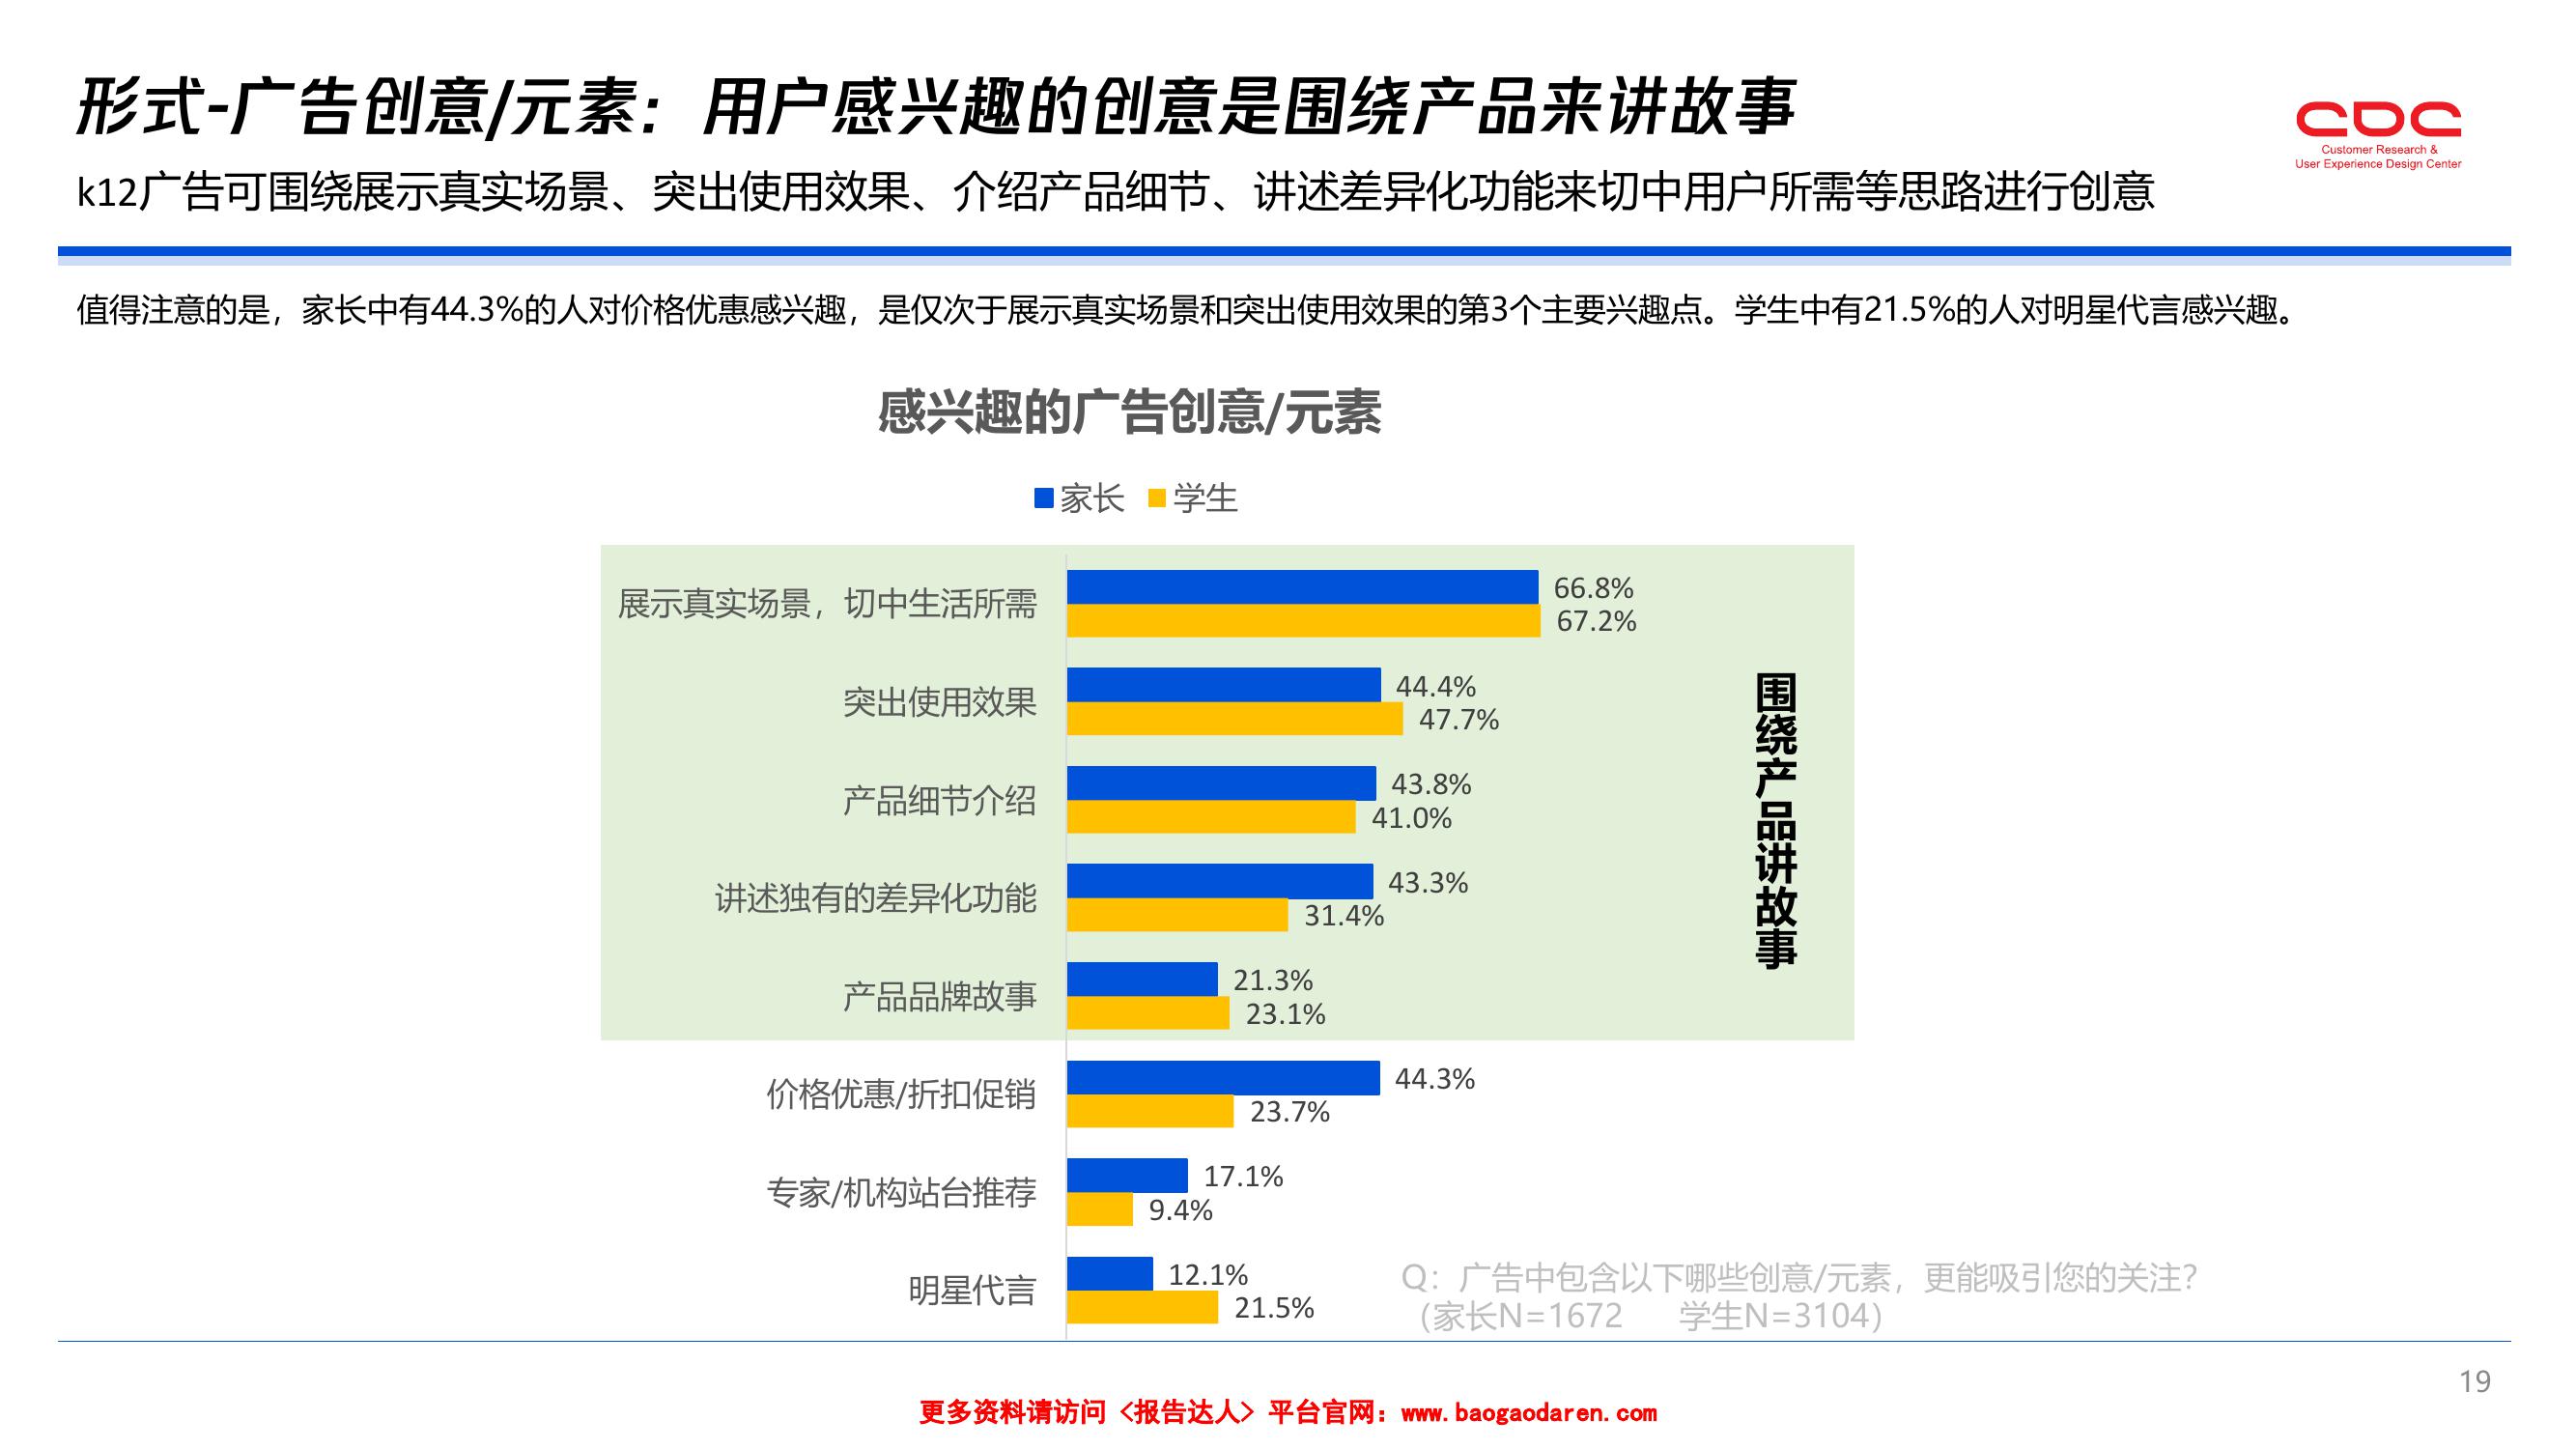 形式-广告创意/元素：用户感兴趣的创意是围绕产品来讲故事
CDC
Customer Research &
User Experience Design Center
k12广告可围绕展示真实场景、突出使用效果、介绍产品细节、讲述差异化功能来切中用户所需等思路进行创意
值得注意的是，家长中有44.3%的人对价格优惠感兴趣，是仅次于展示真实场景和突出使用效果的第3个主要兴趣点。学生中有21.5%的人对明星代言感兴趣。
感兴趣的广告创意/元素
家长 学生
展示真实场景，切中生活所需
66.8%
67.2%
突出使用效果
44.4%
47.7%
产品细节介绍
43.8%
41.0%
讲述独有的差异化功能
43.3%
31.4%
产品品牌故事
21.3%
23.1%
围绕产品讲故事
价格优惠/折扣促销
44.3%
23.7%
专家/机构站台推荐
17.1%
9.4%
明星代言
12.1%
21.5%
Q：广告中包含以下哪些创意/元素，更能吸引您的关注？
（家长N=1672 学生N=3104）
19
更多资料请访问《报告达人》平台官网：www.baogaodaren.com